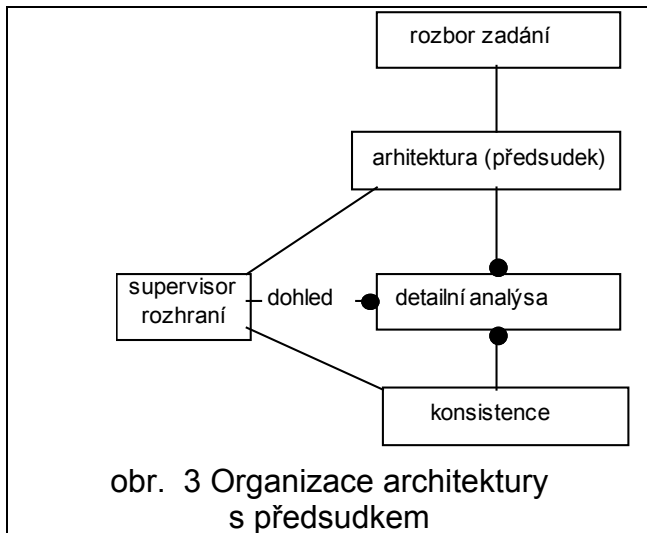 rozbor zadání
arhitektura (předsudek)
supervisor
rozhraní
dohled
detailní analýsa
konsistence
obr. 3 Organizace architektury
s předsudkem